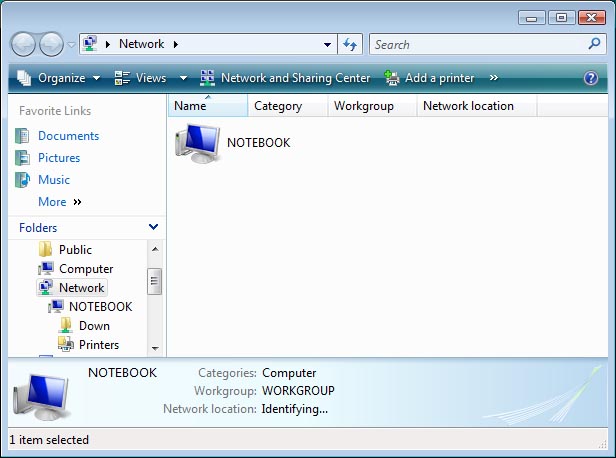 Network
Search
Organize Views Network and Sharing Center Add a printer »
Favorite Links
Documents
Pictures
Music
More »
Folders
Public
Computer
Network
NOTEBOOK
Down
Printers
Name Category Workgroup Network location
NOTEBOOK
NOTEBOOK Categories: Computer
Workgroup: WORKGROUP
Network location: Identifying...
1 item selected